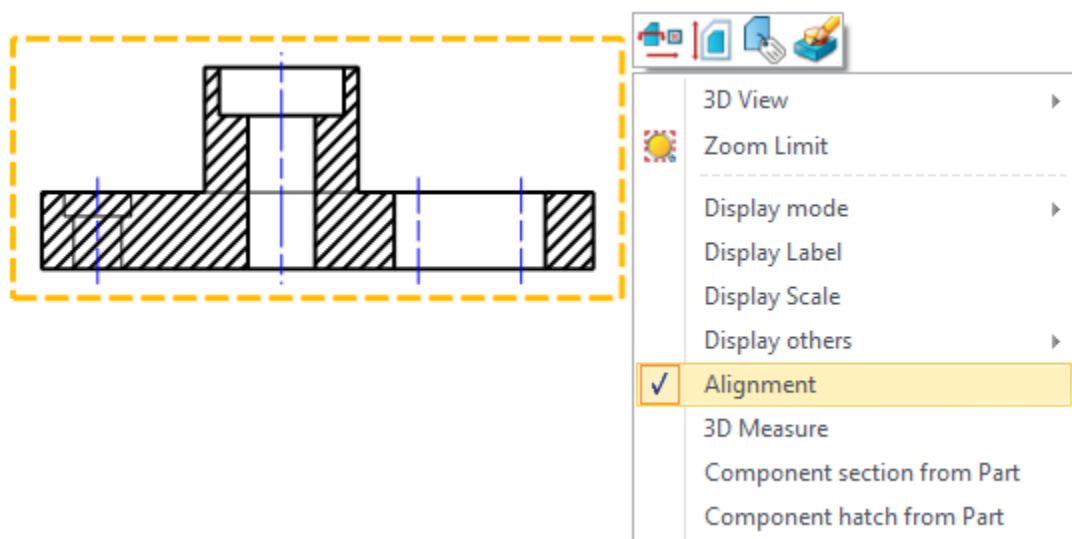 3D View
Zoom Limit
Display mode
Display Label
Display Scale
Display others
Alignment
3D Measure
Component section from Part
Component hatch from Part